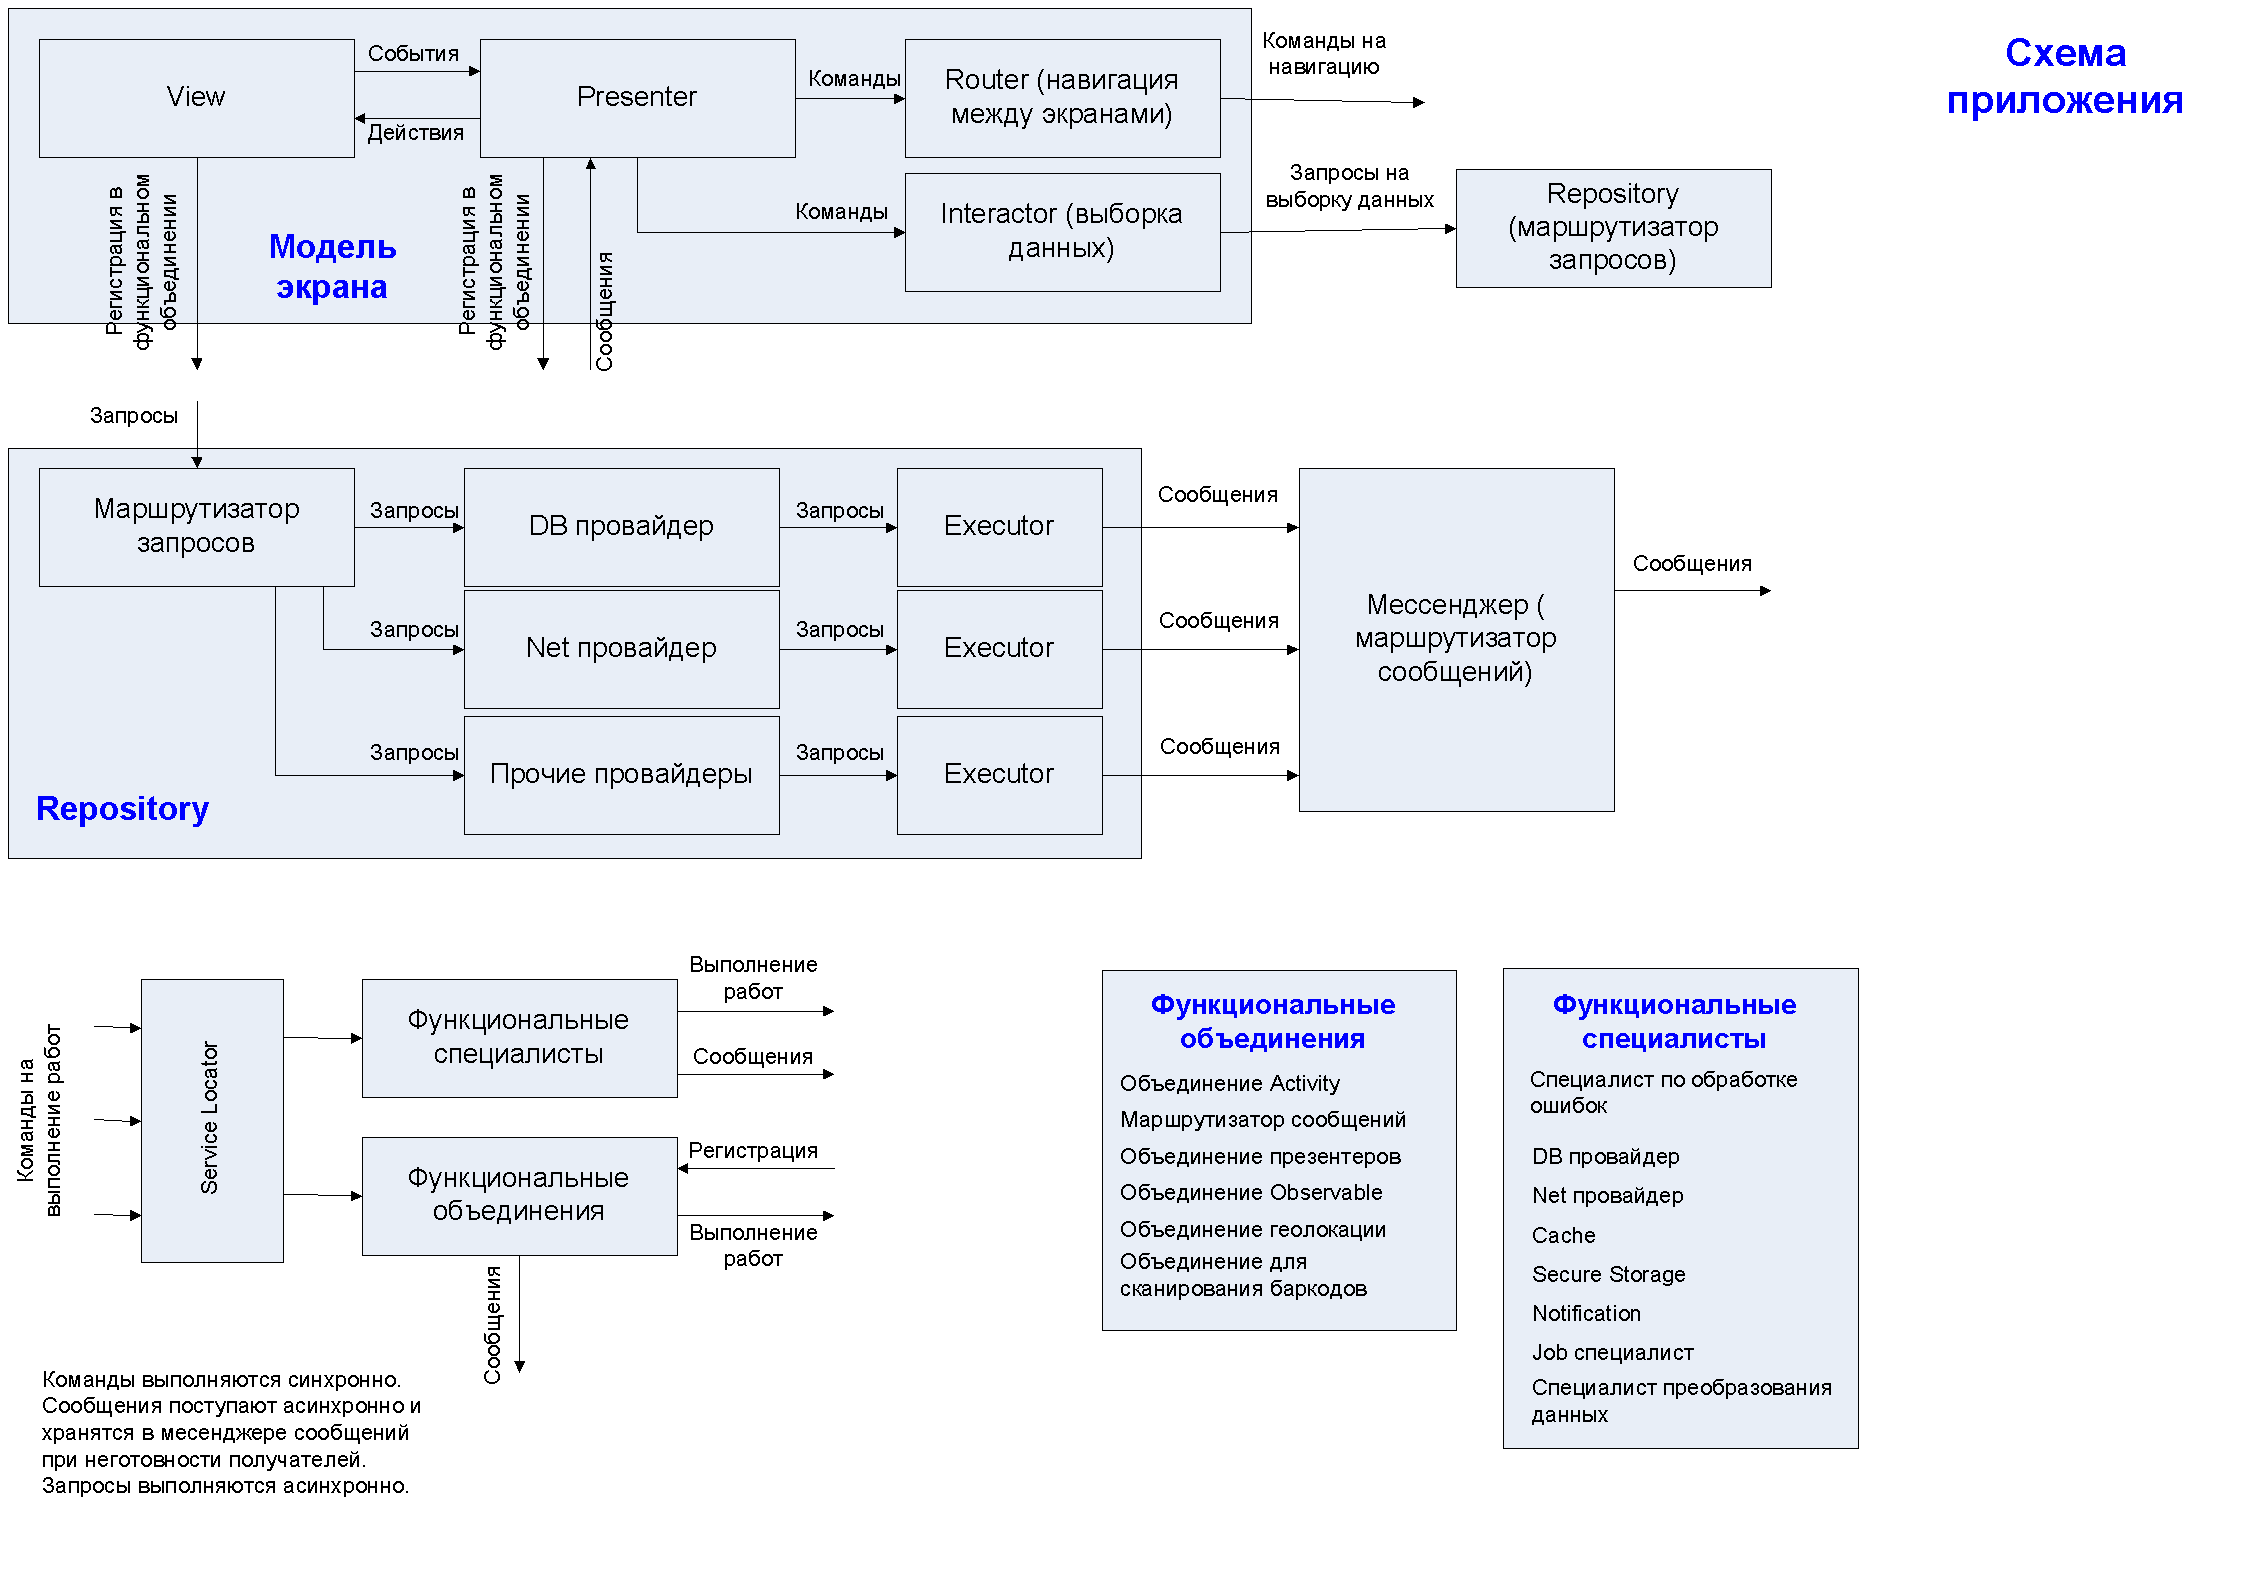 Схема
приложения
View
События
Действия
Presenter
Команды
Router (навигация
между экранами)
Команды на
навигацию
Команды
Interactor (выборка
данных)
Запросы на
выборку данных
Repository
(маршрутизатор
запросов)
Регистрация в
функциональном
объединении
Модель
экрана
Регистрация в
функциональном
объединении
Сообщения
Запросы
Маршрутизатор
запросов
Запросы
DB провайдер
Запросы
Executor
Сообщения
Запросы
Net провайдер
Запросы
Executor
Сообщения
Запросы
Прочие провайдеры
Запросы
Executor
Сообщения
Repository
Мессенджер (
маршрутизатор
сообщений)
Сообщения
Команды на
выполнение работ
Service Locator
Функциональные
специалисты
Выполнение
работ
Сообщения
Функциональные
объединения
Регистрация
Выполнение
работ
Сообщения
Функциональные
объединения
Объединение Activity
Маршрутизатор сообщений
Объединение презентеров
Объединение Observable
Объединение геолокации
Объединение для
сканирования баркодов
Функциональные
специалисты
Специалист по обработке
ошибок
DB провайдер
Net провайдер
Cache
Secure Storage
Notification
Job специалист
Специалист преобразования
данных
Команды выполняются синхронно.
Сообщения поступают асинхронно и
хранятся в месенджере сообщений
при неготовности получателей.
Запросы выполняются асинхронно.